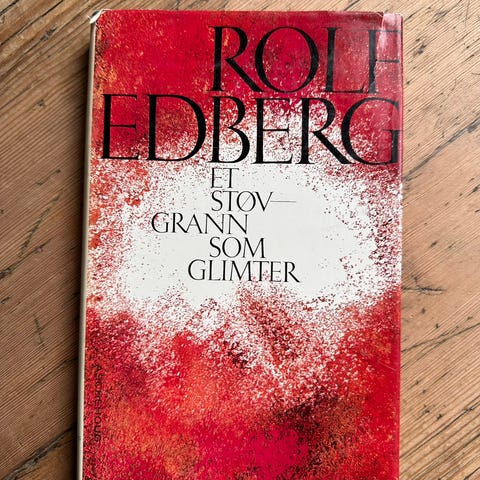 ROLF
EDBERG
ET
STØV—
GRANN
SOM
GLIMTER